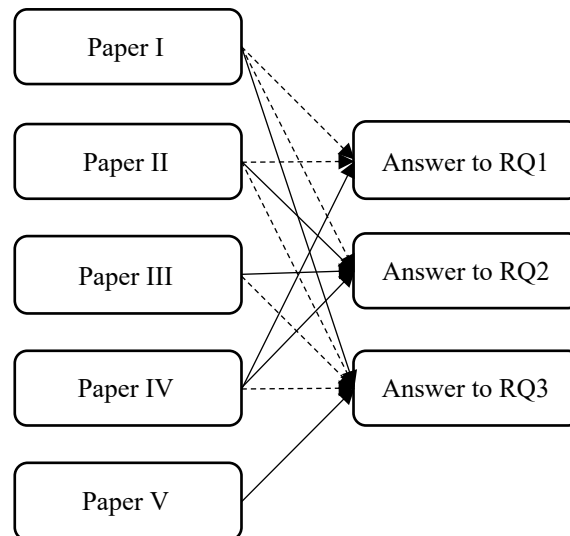 Paper I
Paper II
Answer to RQ1
Paper III
Answer to RQ2
Paper IV
Answer to RQ3
Paper V